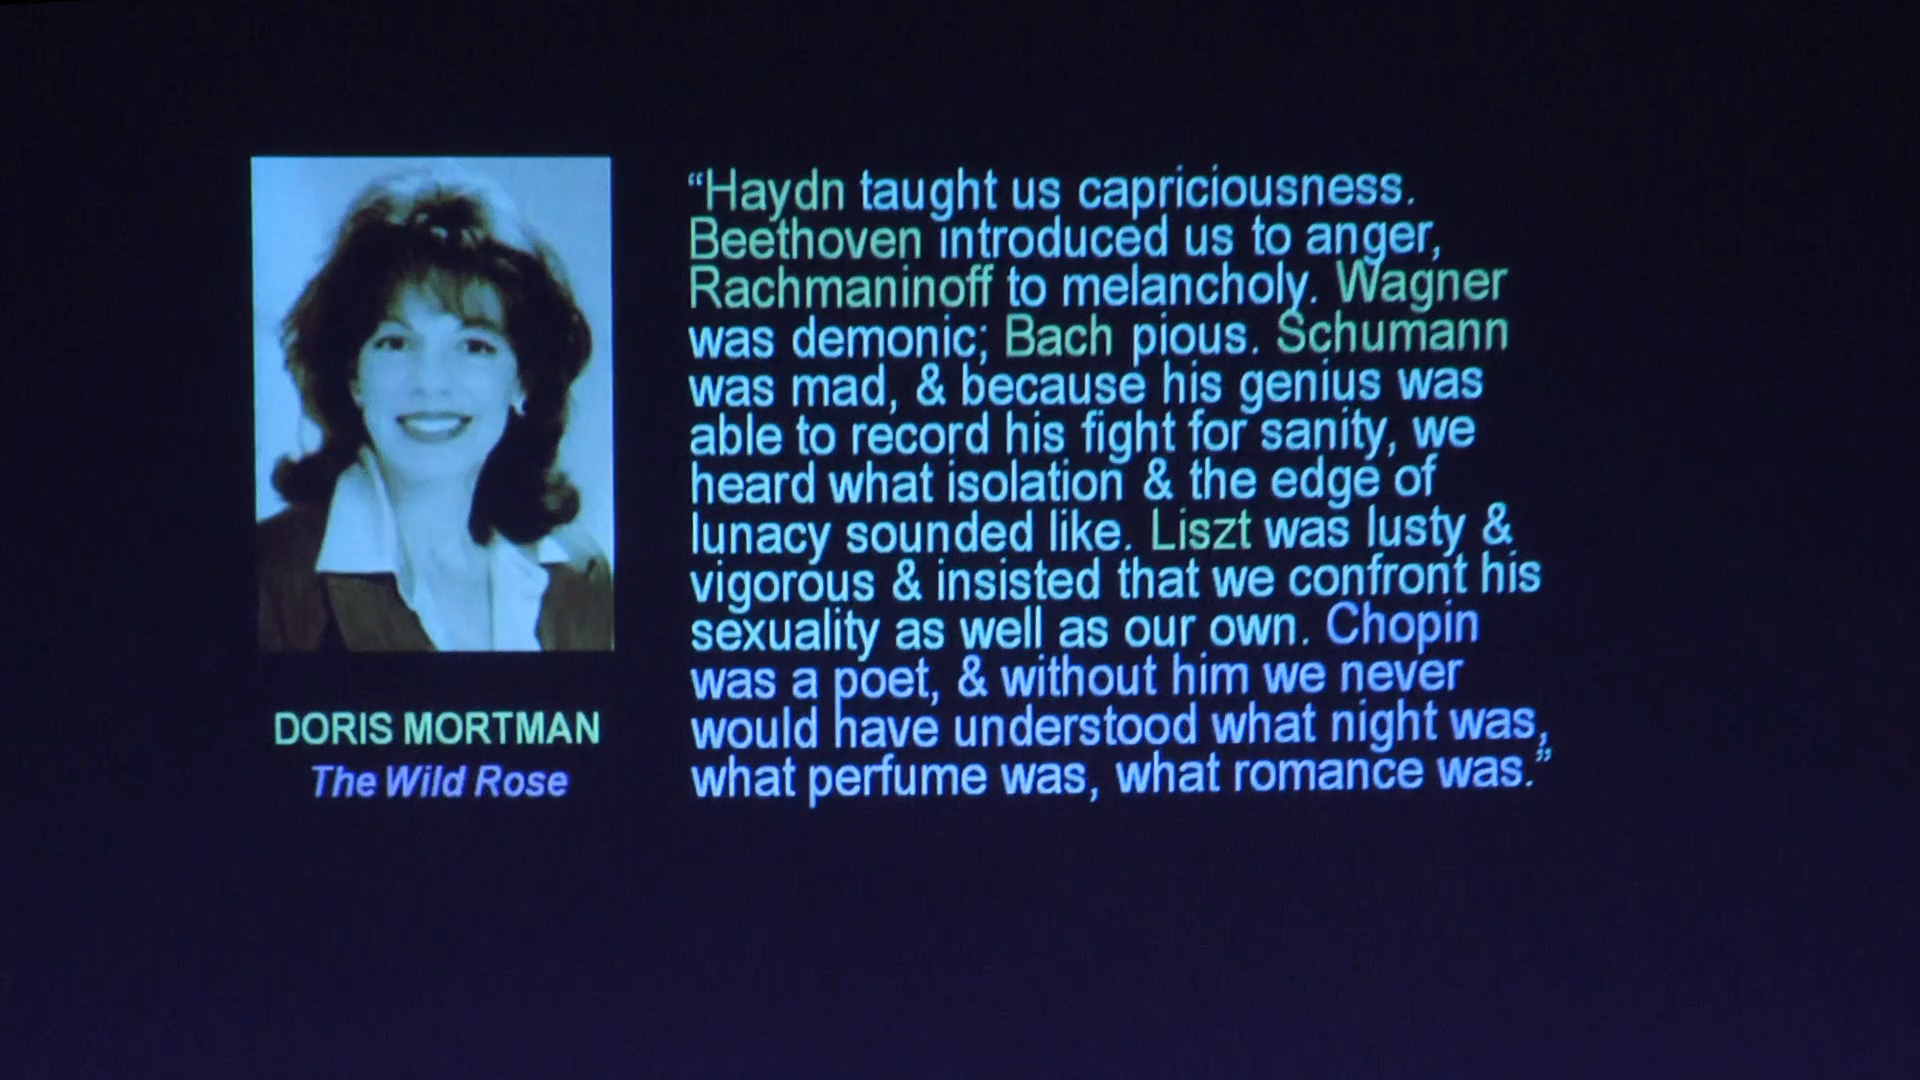 DORIS MORTMAN
The Wild Rose
“Haydn taught us capriciousness.
Beethoven introduced us to anger,
Rachmaninoff to melancholy. Wagner
was demonic; Bach pious. Schumann
was mad, & because his genius was
able to record his fight for sanity, we
heard what isolation & the edge of
lunacy sounded like. Liszt was lusty &
vigorous & insisted that we confront his
sexuality as well as our own. Chopin
was a poet, & without him we never
would have understood what night was,
what perfume was, what romance was.”